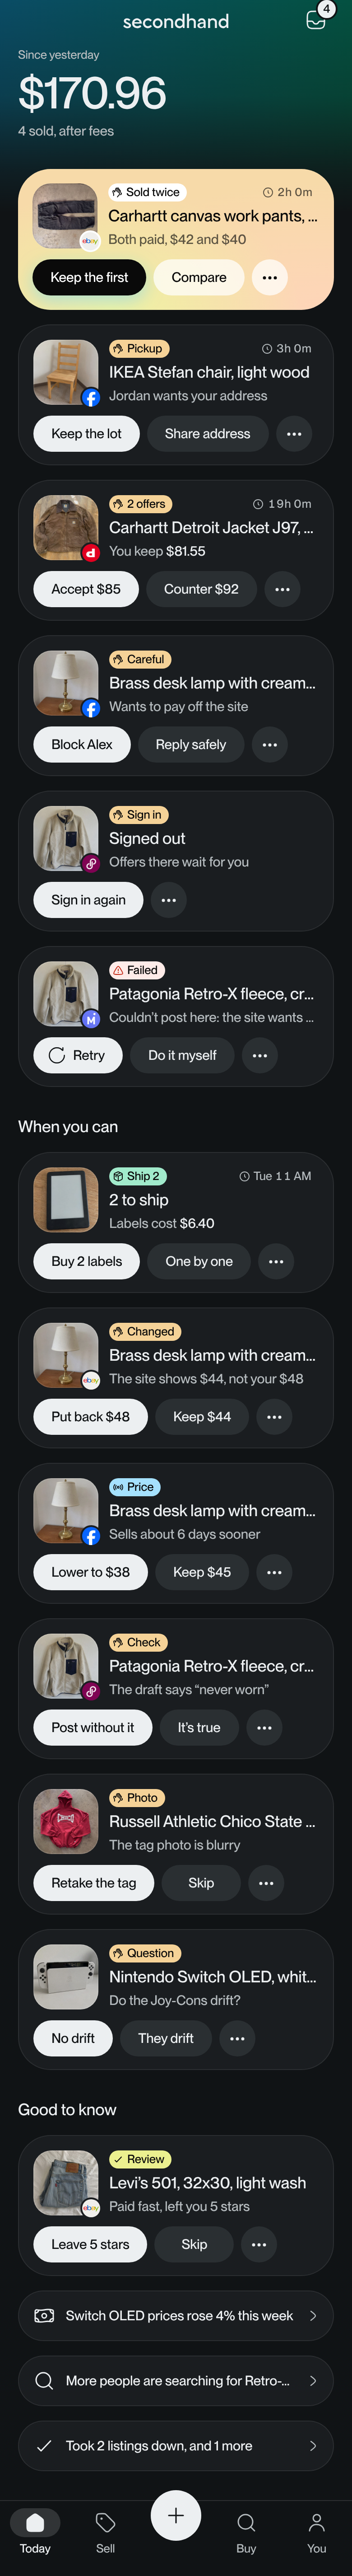 secondhand
4
Since yesterday
$170.96
4 sold, after fees
Sold twice
2h 0m
Carhartt canvas work pants, ...
ebay
Both paid, $42 and $40
Keep the first
Compare
Pickup
3h 0m
IKEA Stefan chair, light wood
Jordan wants your address
Keep the lot
Share address
2 offers
19h 0m
Carhartt Detroit Jacket J97, ...
You keep $81.55
Accept $85
Counter $92
Careful
Brass desk lamp with cream...
Wants to pay off the site
Block Alex
Reply safely
Sign in
Signed out
Offers there wait for you
Sign in again
Failed
Patagonia Retro-X fleece, cr...
Couldn’t post here: the site wants ...
Retry
Do it myself
When you can
Ship 2
Tue 11 AM
2 to ship
Labels cost $6.40
Buy 2 labels
One by one
Changed
Brass desk lamp with cream...
ebay
The site shows $44, not your $48
Put back $48
Keep $44
Price
Brass desk lamp with cream...
Sells about 6 days sooner
Lower to $38
Keep $45
Check
Patagonia Retro-X fleece, cr...
The draft says “never worn”
Post without it
It’s true
Photo
Russell Athletic Chico State ...
The tag photo is blurry
Retake the tag
Skip
Question
Nintendo Switch OLED, whit...
Do the Joy-Cons drift?
No drift
They drift
Good to know
Review
Levi’s 501, 32x30, light wash
ebay
Paid fast, left you 5 stars
Leave 5 stars
Skip
Switch OLED prices rose 4% this week
More people are searching for Retro-...
Took 2 listings down, and 1 more
Today
Sell
Buy
You